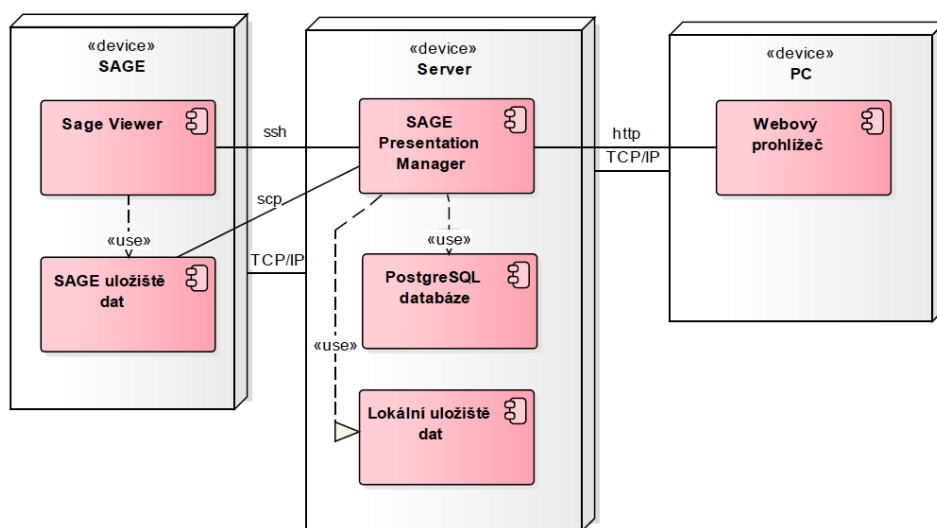 «device»
SAGE
Sage Viewer
«use»
SAGE uložiště
dat
ssh
scp
TCP/IP
«device»
Server
SAGE
Presentation
Manager
«use»
PostgreSQL
databáze
«use»
Lokální uložiště
dat
http
TCP/IP
«device»
PC
Webový
prohlížeč